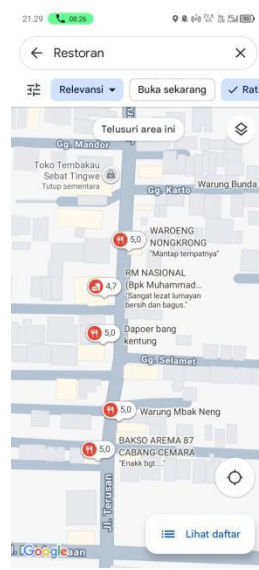 21.29 08:26
Restoran
Relevansi Buka sekarang Rat
Telusuri area ini
Gg. Mandor
Toko Tembakau
Sebat Tingwe
Tutup sementara
Gg. Karto
Warung Bunda
5,0 WAROENG
NONGKRONG
"Mantap tempatnya"
4,7 RM NASIONAL
(Bpk Muhammad...
"Sangat lezat lumayan
bersih dan bagus."
5,0 Dapoer bang
kentung
Gg. Selamet
5,0 Warung Mbak Neng
5,0 BAKSO AREMA 87
CABANG CEMARA
"Enakk bgt..."
Jl. Terusan
Lihat daftar
Google